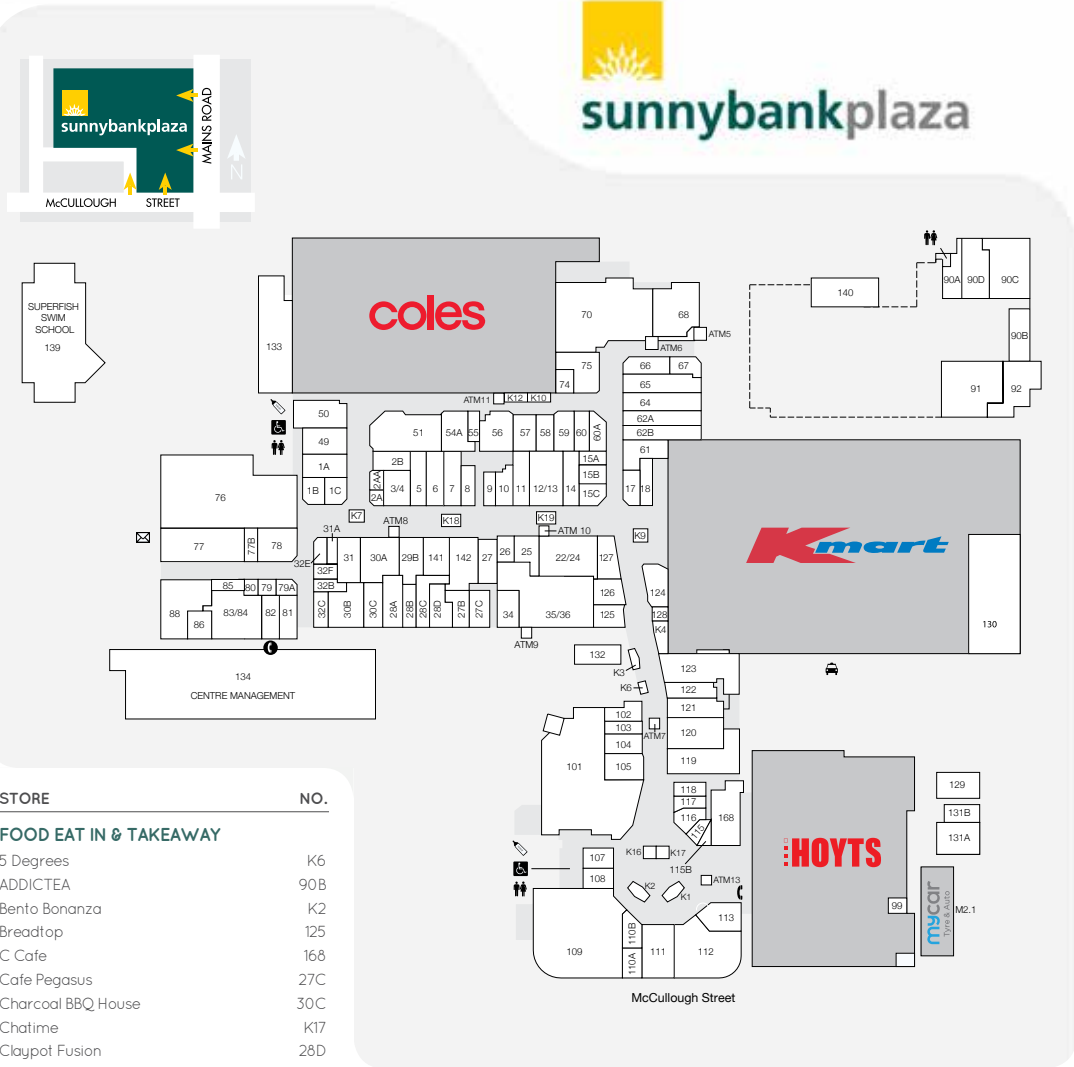 sunnybankplaza
sunnybankplaza
MAINS ROAD
N
McCULLOUGH STREET
SUPERFISH
SWIM
SCHOOL
139
133
coles
70
68
ATM5
ATM6
75
74
66
67
65
64
62A
62B
61
17
18
140
90A
90D
90C
90B
91
92
ATM11
K12
K10
50
49
1A
1B
1C
51
54A
55
56
57
58
59
60
60A
2B
2AA
2A
3/4
5
6
7
8
9
10
11
12/13
14
15A
15B
15C
76
77
77B
78
K7
ATM8
K18
K19
ATM 10
K9
31A
32E
32F
32B
32C
31
30A
29B
141
142
27
26
25
22/24
127
30B
30C
28A
28B
28C
28D
27B
27C
34
35/36
126
125
124
128
K4
ATM9
85
80
79
79A
88
86
83/84
82
81
134
CENTRE MANAGEMENT
Kmart
130
132
K3
K6
ATM7
123
122
121
120
119
102
103
104
105
101
118
117
116
115
168
115B
K16
K17
107
108
K2
K1
ATM13
109
110B
110A
111
112
113
HOYTS
99
129
131B
131A
mycar
Tyre & Auto
M2.1
McCullough Street
STORE NO.
FOOD EAT IN & TAKEAWAY
5 Degrees K6
ADDICTEA 90B
Bento Bonanza K2
Breadtop 125
C Cafe 168
Cafe Pegasus 27C
Charcoal BBQ House 30C
Chatime K17
Claypot Fusion 28D